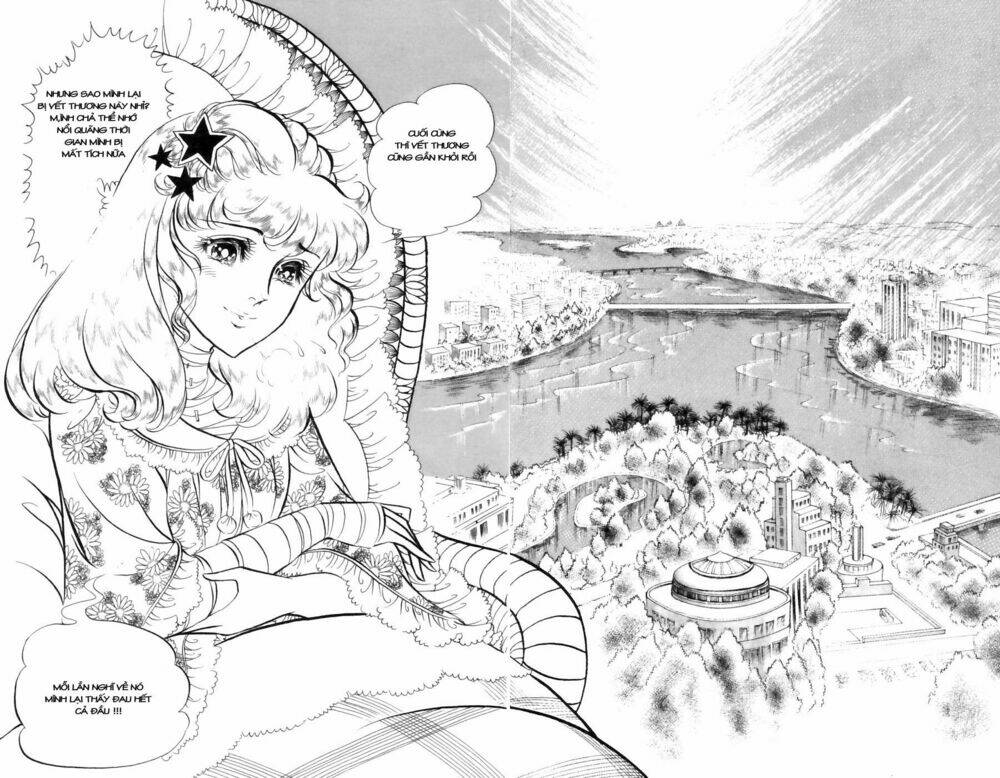 CUỐI CÙNG
THÌ VẾT THƯƠNG
CŨNG GẦN KHỎI RỒI
NHƯNG SAO MÌNH LẠI
BỊ VẾT THƯƠNG NÀY NHỈ?
MÌNH CHẢ THỂ NHỚ
NỔI QUÃNG THỜI
GIAN MÌNH BỊ
MẤT TÍCH NỮA
MỖI LẦN NGHĨ VỀ NÓ
MÌNH LẠI THẤY ĐAU HẾT
CẢ ĐẦU !!!